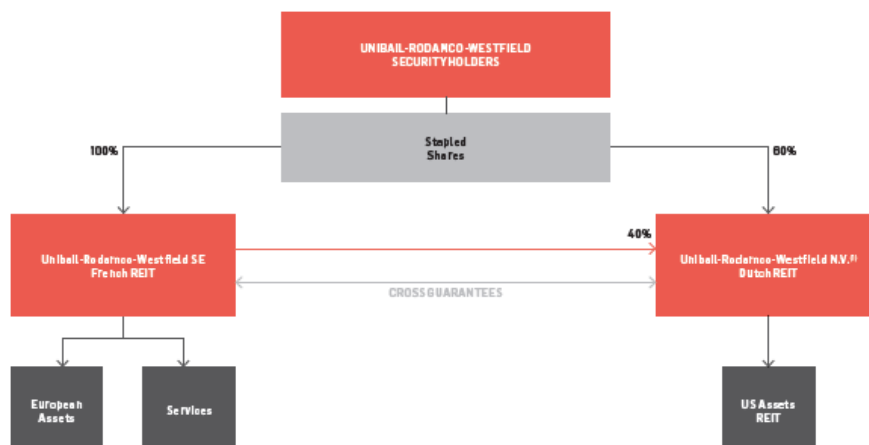 UNIBAIL-RODAMCO-WESTFIELD
SECURITYHOLDERS
Stapled
Shares
100%
60%
Unibail-Rodamco-Westfield SE
French REIT
40%
CROSS GUARANTEES
Unibail-Rodamco-Westfield N.V.⁽¹⁾
Dutch REIT
European
Assets
Services
US Assets
REIT